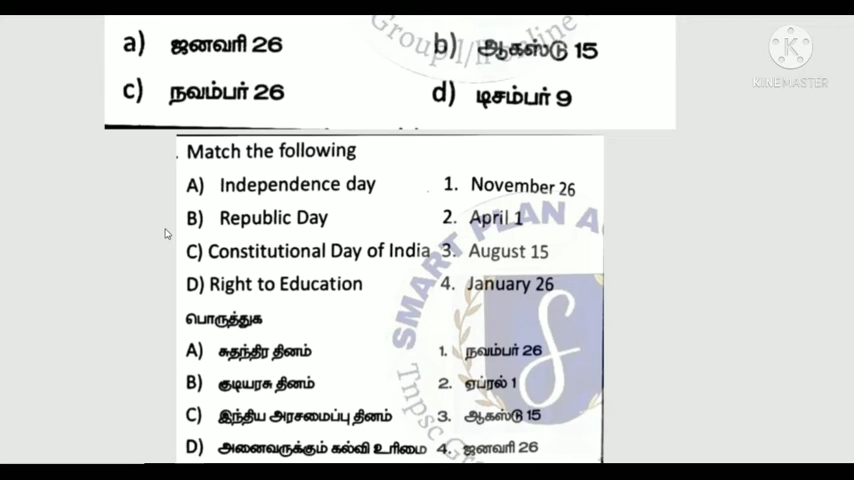 a) ஜனவரி 26 b) ஆகஸ்டு 15
c) நவம்பர் 26 d) டிசம்பர் 9
K
KINEMASTER
. Match the following
A) Independence day 1. November 26
B) Republic Day 2. April 1
C) Constitutional Day of India 3. August 15
D) Right to Education 4. January 26
பொருத்துக
A) சுதந்திர தினம் 1. நவம்பர் 26
B) குடியரசு தினம் 2. ஏப்ரல் 1
C) இந்திய அரசமைப்பு தினம் 3. ஆகஸ்டு 15
D) அனைவருக்கும் கல்வி உரிமை 4. ஜனவரி 26
SMART PLAN
Tnpsc
Group I/II